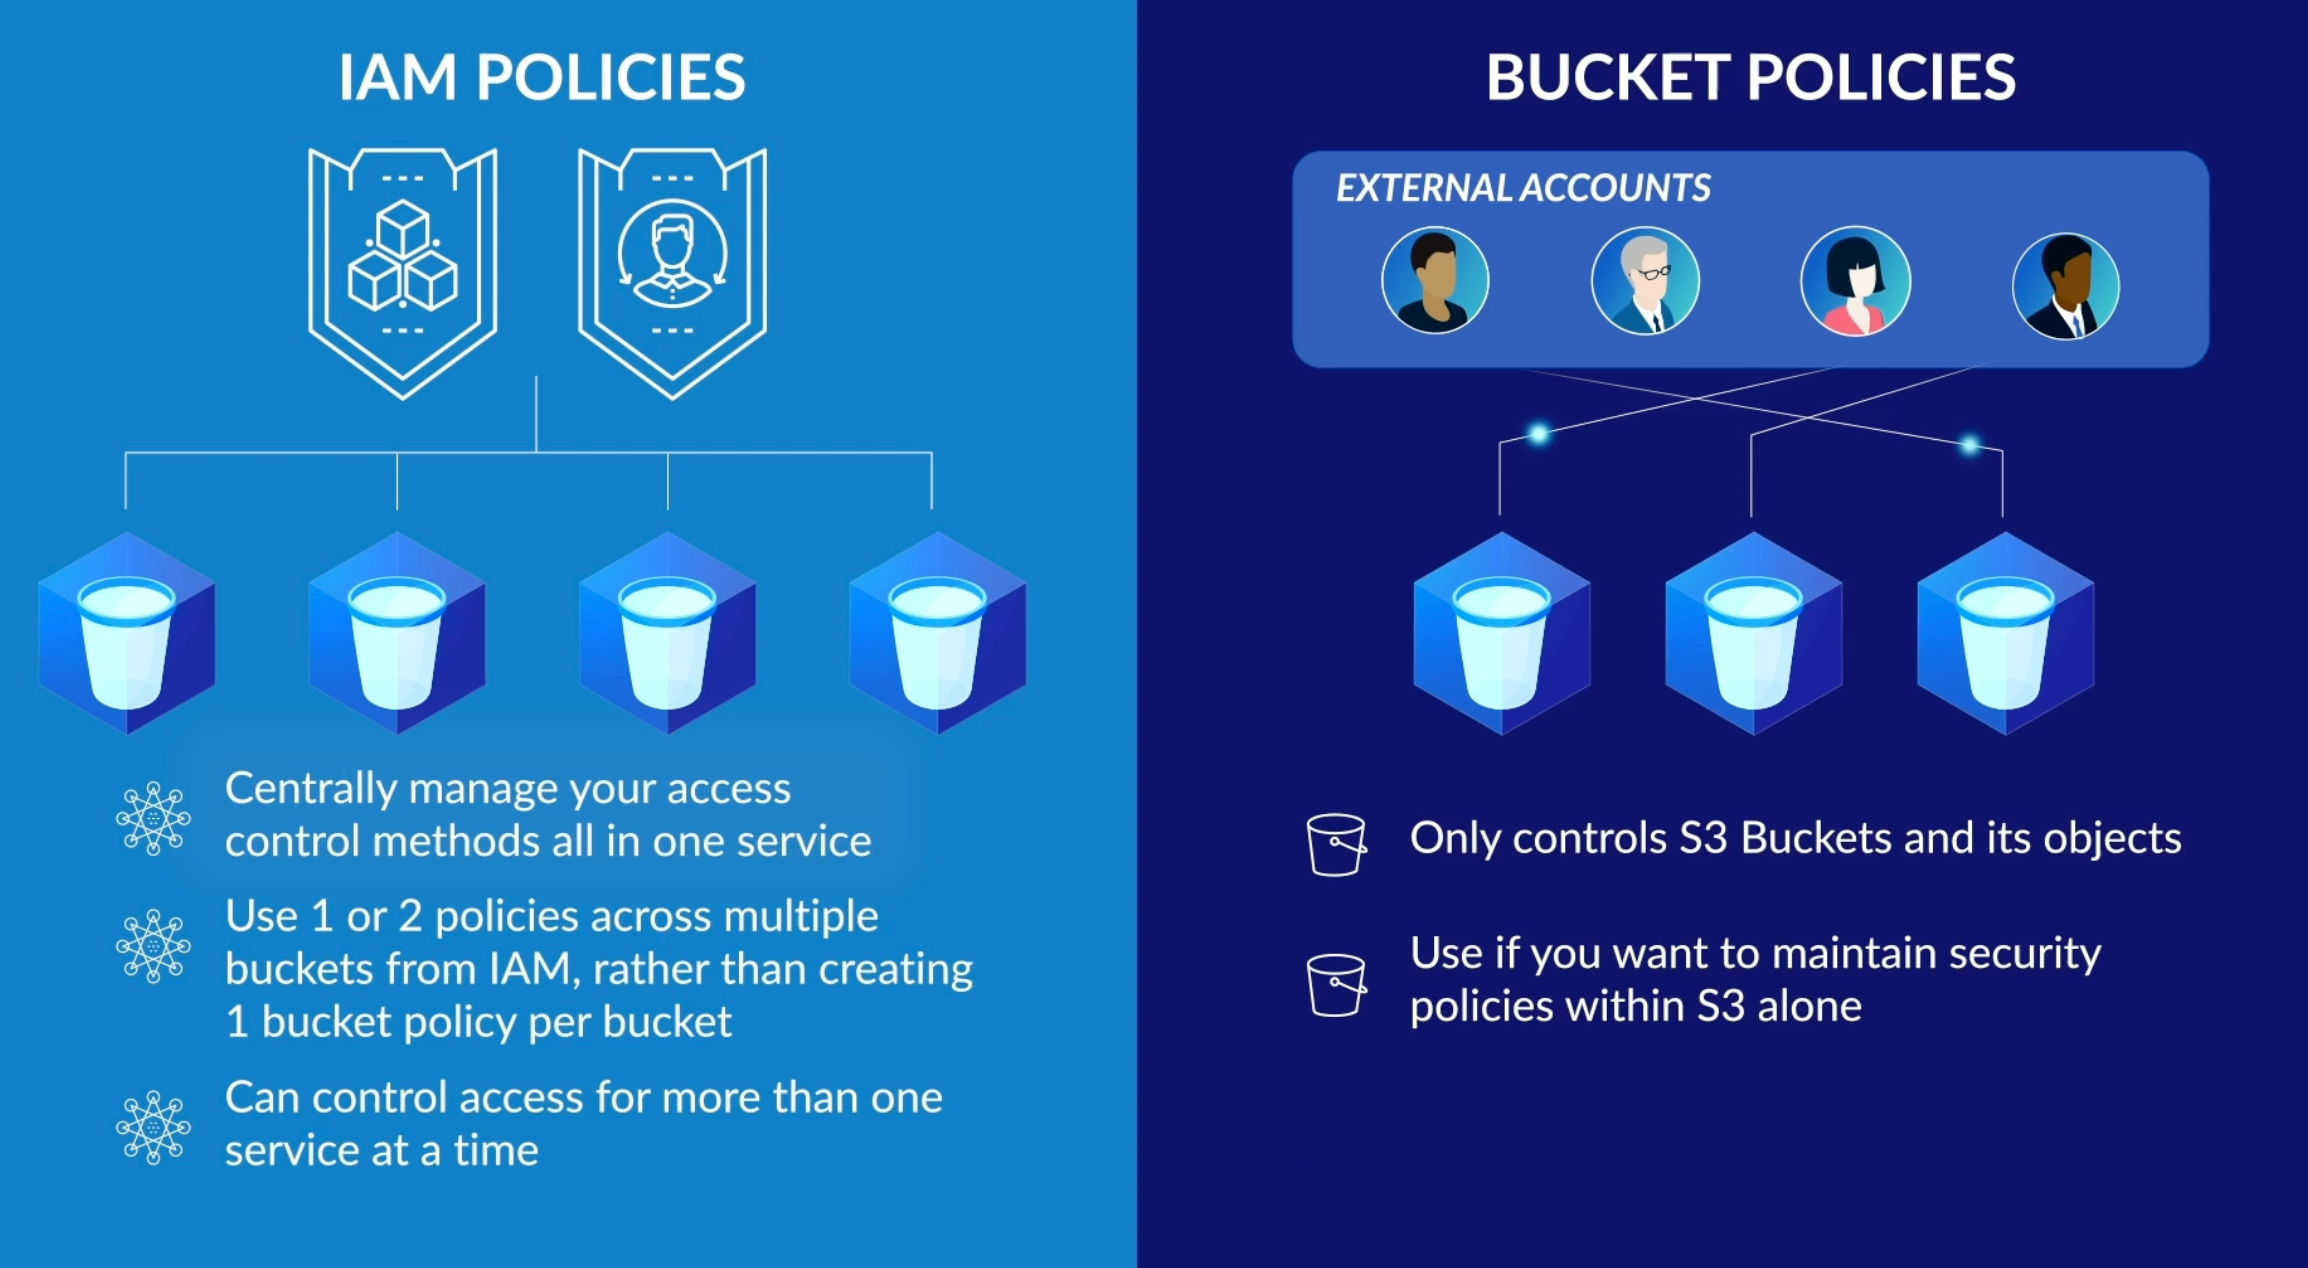 IAM POLICIES
Centrally manage your access
control methods all in one service
Use 1 or 2 policies across multiple
buckets from IAM, rather than creating
1 bucket policy per bucket
Can control access for more than one
service at a time
BUCKET POLICIES
EXTERNAL ACCOUNTS
Only controls S3 Buckets and its objects
Use if you want to maintain security
policies within S3 alone